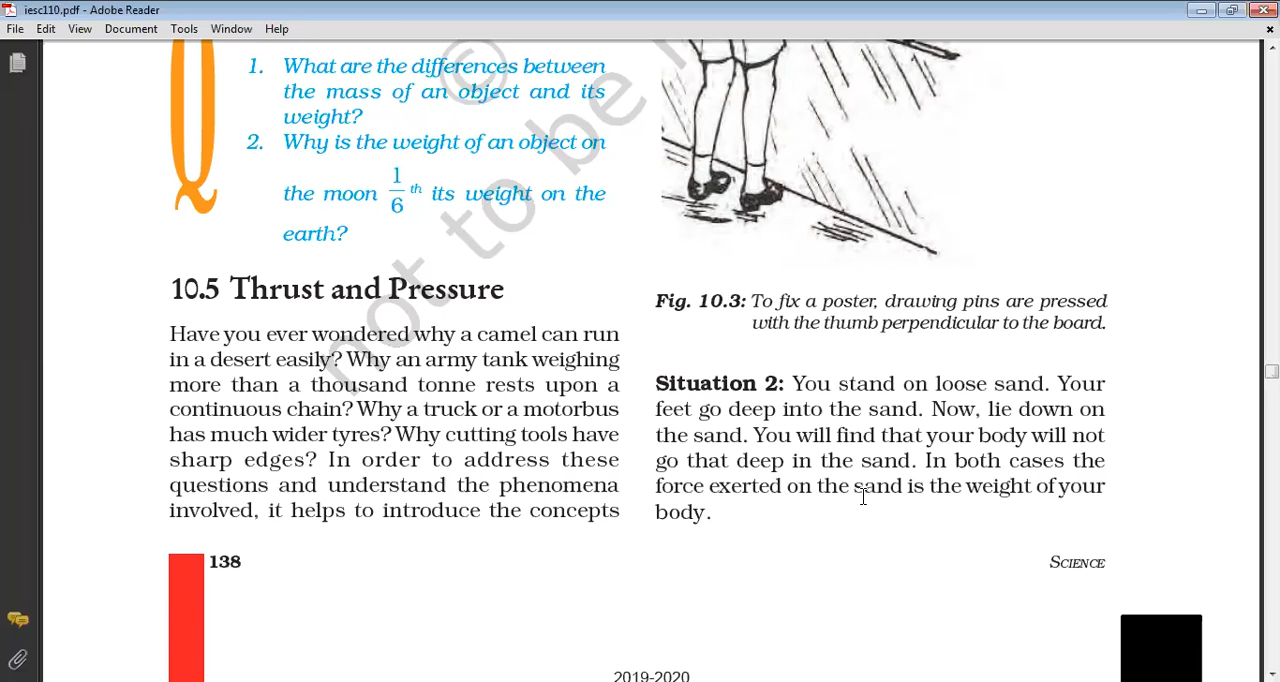 iesc110.pdf - Adobe Reader
File Edit View Document Tools Window Help
Q
1. What are the differences between
the mass of an object and its
weight?
2. Why is the weight of an object on
the moon 1/6 th its weight on the
earth?
10.5 Thrust and Pressure
Have you ever wondered why a camel can run
in a desert easily? Why an army tank weighing
more than a thousand tonne rests upon a
continuous chain? Why a truck or a motorbus
has much wider tyres? Why cutting tools have
sharp edges? In order to address these
questions and understand the phenomena
involved, it helps to introduce the concepts
Fig. 10.3: To fix a poster, drawing pins are pressed
with the thumb perpendicular to the board.
Situation 2: You stand on loose sand. Your
feet go deep into the sand. Now, lie down on
the sand. You will find that your body will not
go that deep in the sand. In both cases the
force exerted on the sand is the weight of your
body.
138
SCIENCE
2019-2020
©
not to be